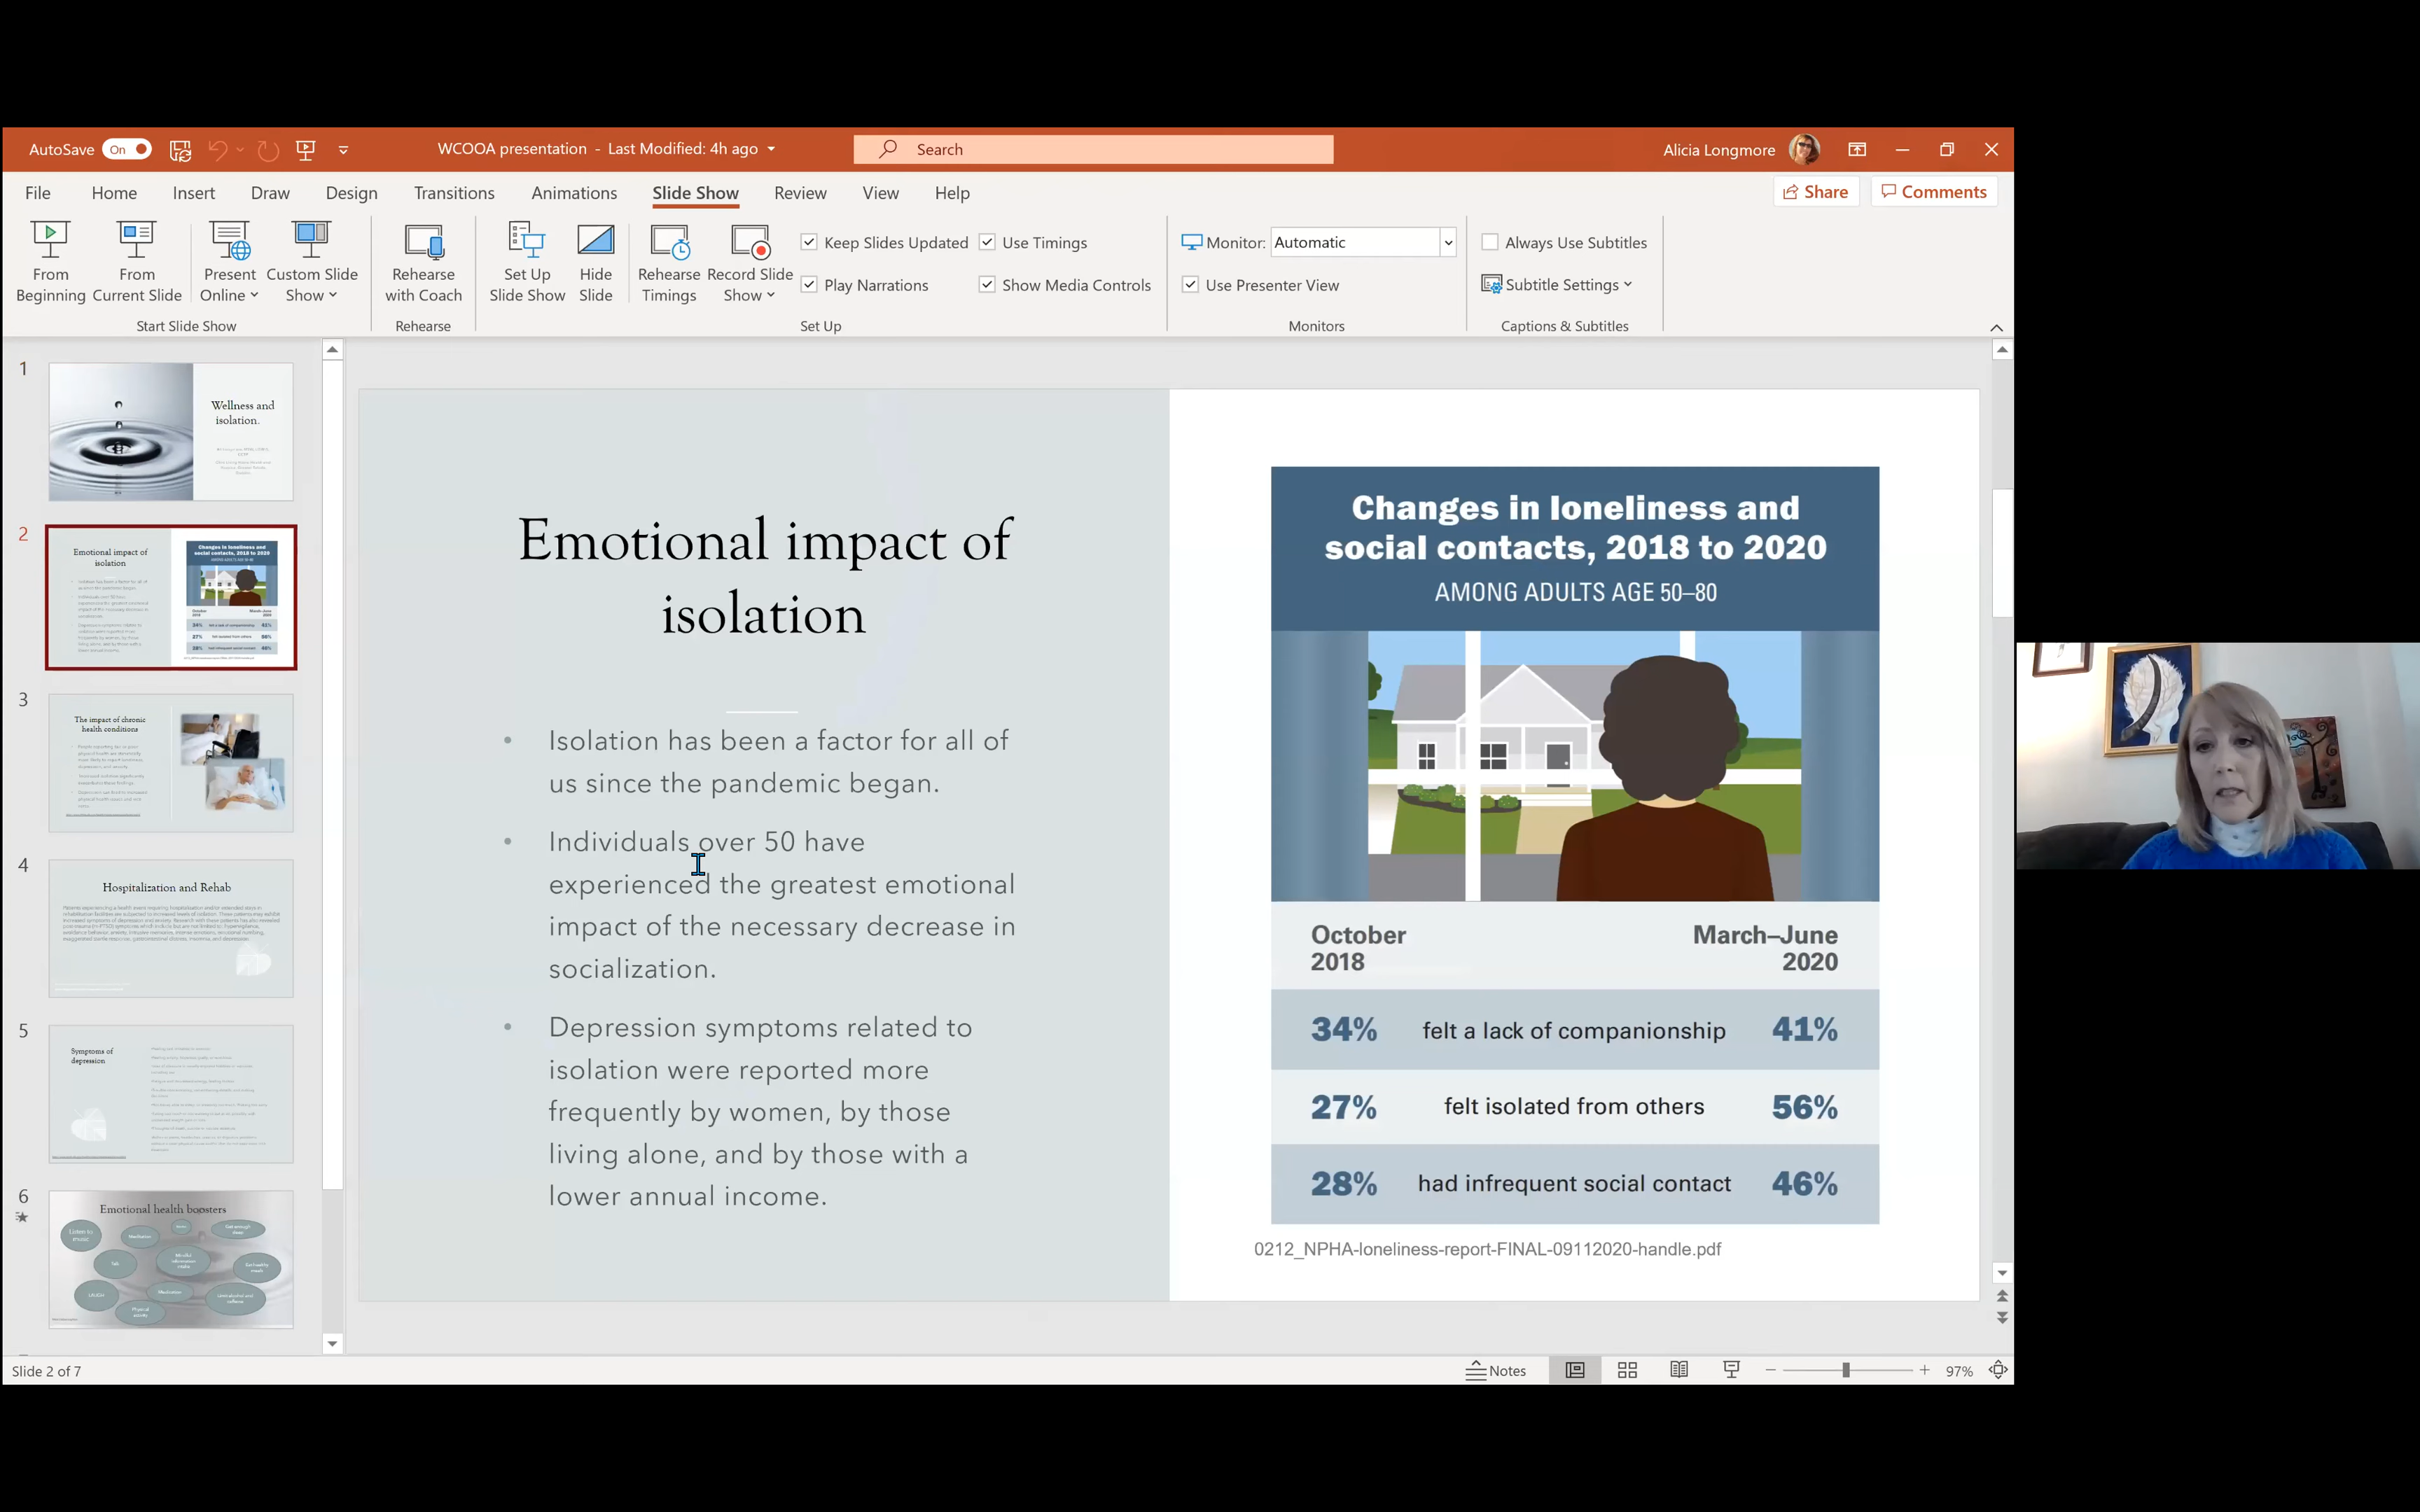 AutoSave On
WCOOA presentation - Last Modified: 4h ago
Search
Alicia Longmore
File Home Insert Draw Design Transitions Animations Slide Show Review View Help
Share Comments
From Beginning
From Current Slide
Present Online
Custom Slide Show
Rehearse with Coach
Set Up Slide Show
Hide Slide
Rehearse Timings
Record Slide Show
Keep Slides Updated
Use Timings
Play Narrations
Show Media Controls
Monitor: Automatic
Use Presenter View
Always Use Subtitles
Subtitle Settings
Start Slide Show
Rehearse
Set Up
Monitors
Captions & Subtitles
1
Wellness and
isolation.
2
Emotional impact of
isolation
3
The impact of chronic
health conditions
4
Hospitalization and Rehab
5
Symptoms of
depression
6
Emotional health boosters
Emotional impact of
isolation
• Isolation has been a factor for all of
us since the pandemic began.
• Individuals over 50 have
experienced the greatest emotional
impact of the necessary decrease in
socialization.
• Depression symptoms related to
isolation were reported more
frequently by women, by those
living alone, and by those with a
lower annual income.
Changes in loneliness and
social contacts, 2018 to 2020
AMONG ADULTS AGE 50–80
October
2018
March–June
2020
34% felt a lack of companionship 41%
27% felt isolated from others 56%
28% had infrequent social contact 46%
0212_NPHA-loneliness-report-FINAL-09112020-handle.pdf
Slide 2 of 7
Notes
97%